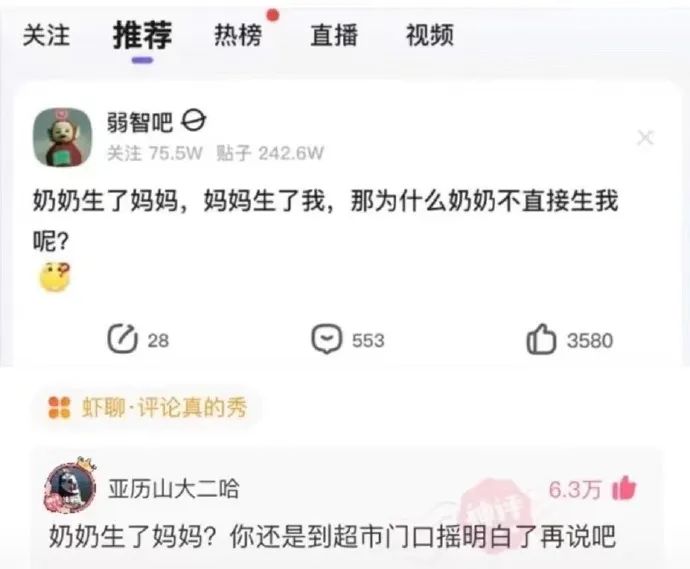 关注 推荐 热榜 直播 视频
弱智吧
关注 75.5W 贴子 242.6W
奶奶生了妈妈，妈妈生了我，那为什么奶奶不直接生我
呢？
28 553 3580
虾聊·评论真的秀
亚历山大二哈 6.3万
神评
奶奶生了妈妈？你还是到超市门口摇明白了再说吧